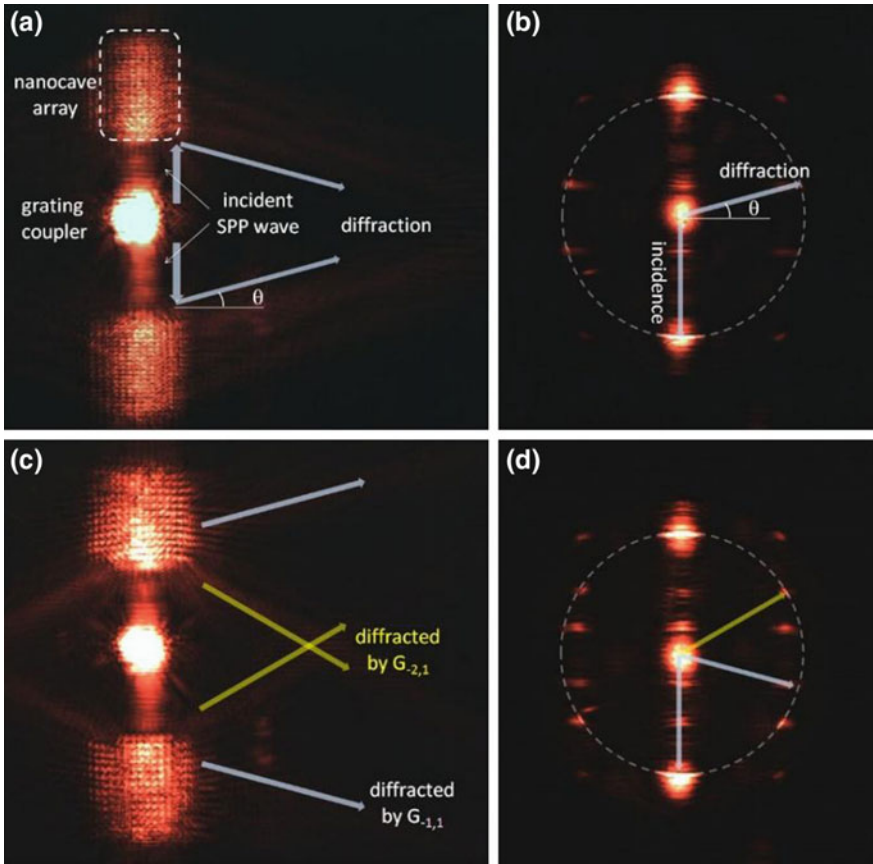 (a)
nanocave
array
grating
coupler
incident
SPP wave
diffraction
θ
(b)
diffraction
θ
incidence
(c)
diffracted
by G-2,1
diffracted
by G-1,1
(d)